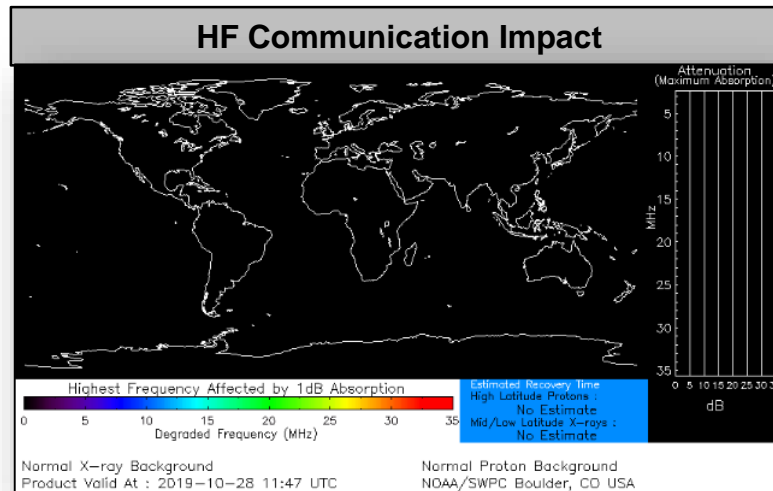 HF Communication Impact
Attenuation
(Maximum Absorption)
5
10
15
20
25
30
35
MHz
0 5 10 15 20 25 30 3
dB
Highest Frequency Affected by 1dB Absorption
0 5 10 15 20 25 30 35
Degraded Frequency (MHz)
Estimated Recovery Time
High Latitude Protons :
No Estimate
Mid/Low Latitude X-rays :
No Estimate
Normal X-ray Background
Normal Proton Background
Product Valid At : 2019-10-28 11:47 UTC
NOAA/SWPC Boulder, CO USA